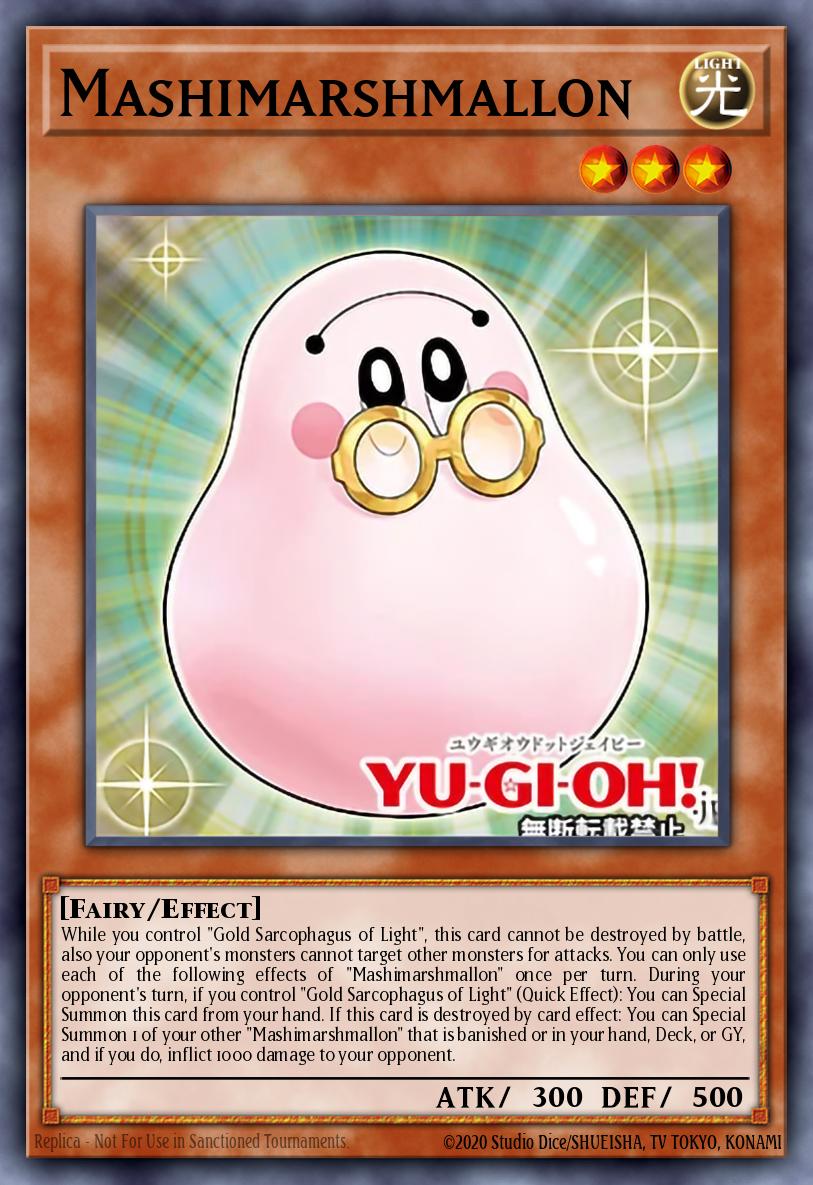 MASHIMARSHMALLON
LIGHT
光
ユウギオウドットジェイピー
YU-GI-OH!
.jp
無断転載禁止
[FAIRY/EFFECT]
While you control "Gold Sarcophagus of Light", this card cannot be destroyed by battle,
also your opponent's monsters cannot target other monsters for attacks. You can only use
each of the following effects of "Mashimarshmallon" once per turn. During your
opponent's turn, if you control "Gold Sarcophagus of Light" (Quick Effect): You can Special
Summon this card from your hand. If this card is destroyed by card effect: You can Special
Summon 1 of your other "Mashimarshmallon" that is banished or in your hand, Deck, or GY,
and if you do, inflict 1000 damage to your opponent.
ATK/ 300 DEF/ 500
Replica - Not For Use in Sanctioned Tournaments.
©2020 Studio Dice/SHUEISHA, TV TOKYO, KONAMI